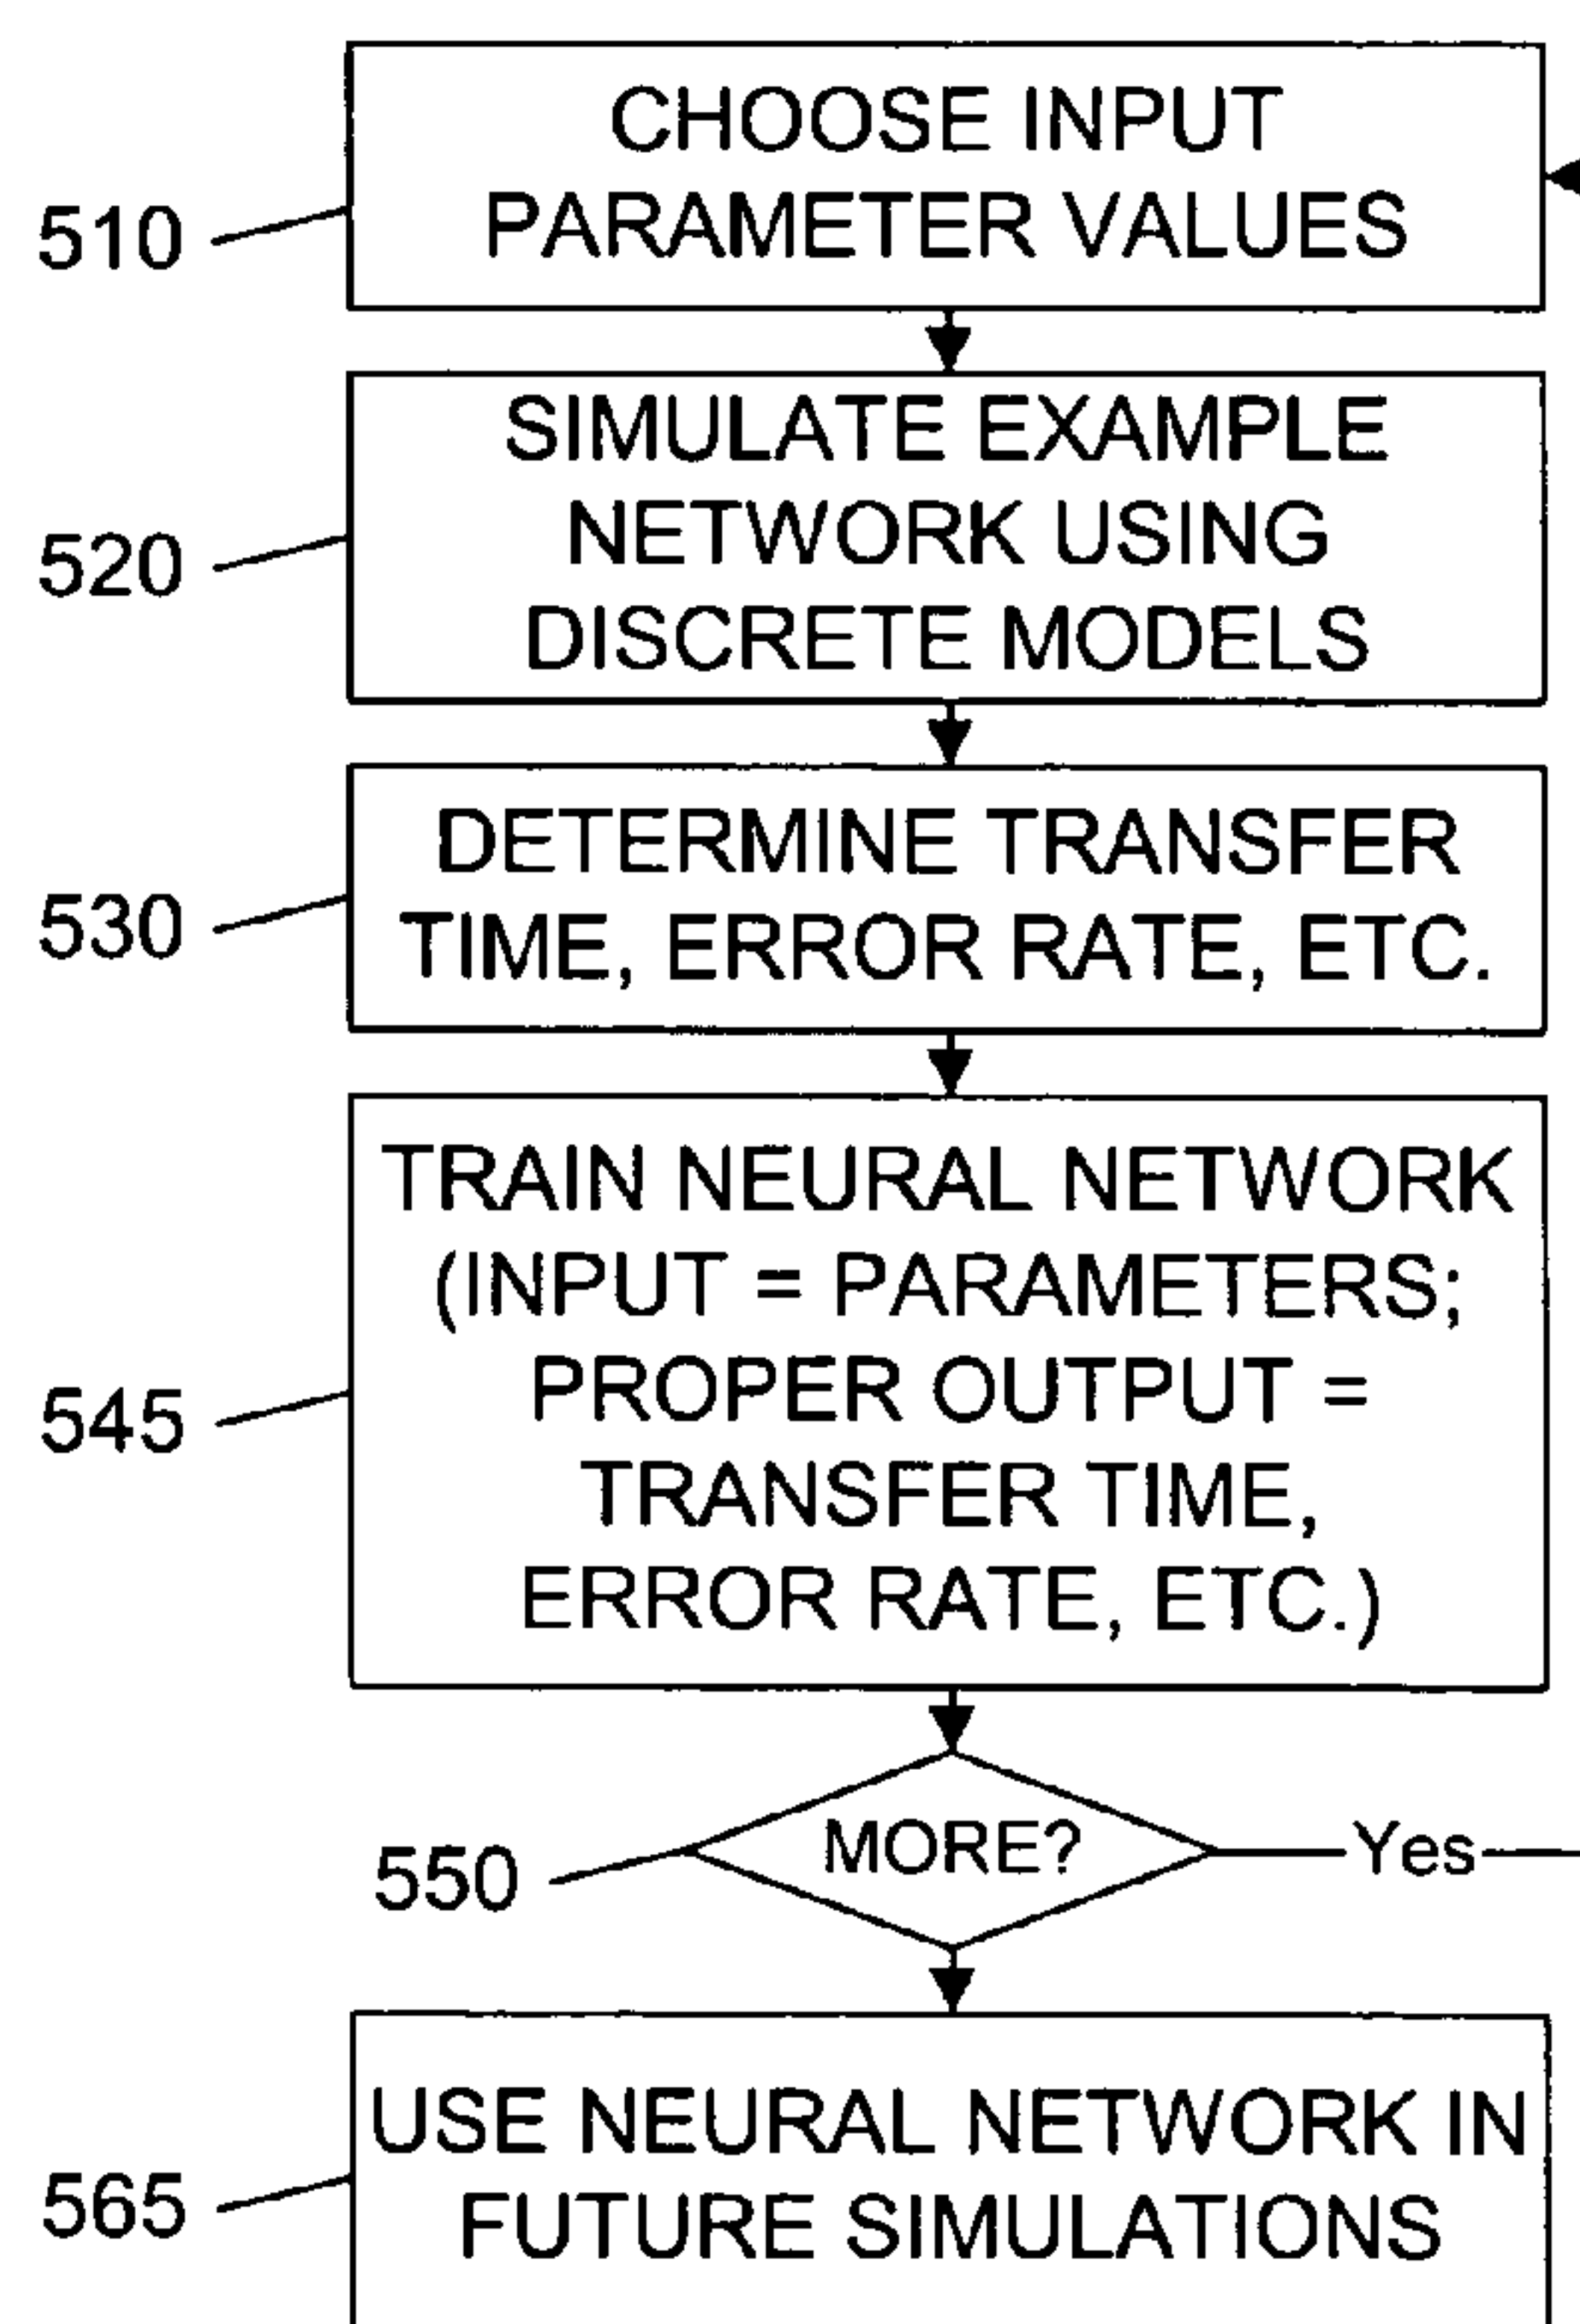 CHOOSE INPUT
PARAMETER VALUES
510
SIMULATE EXAMPLE
NETWORK USING
DISCRETE MODELS
520
DETERMINE TRANSFER
TIME, ERROR RATE, ETC.
530
TRAIN NEURAL NETWORK
(INPUT = PARAMETERS;
PROPER OUTPUT =
TRANSFER TIME,
ERROR RATE, ETC.)
545
MORE?
Yes
550
USE NEURAL NETWORK IN
FUTURE SIMULATIONS
565